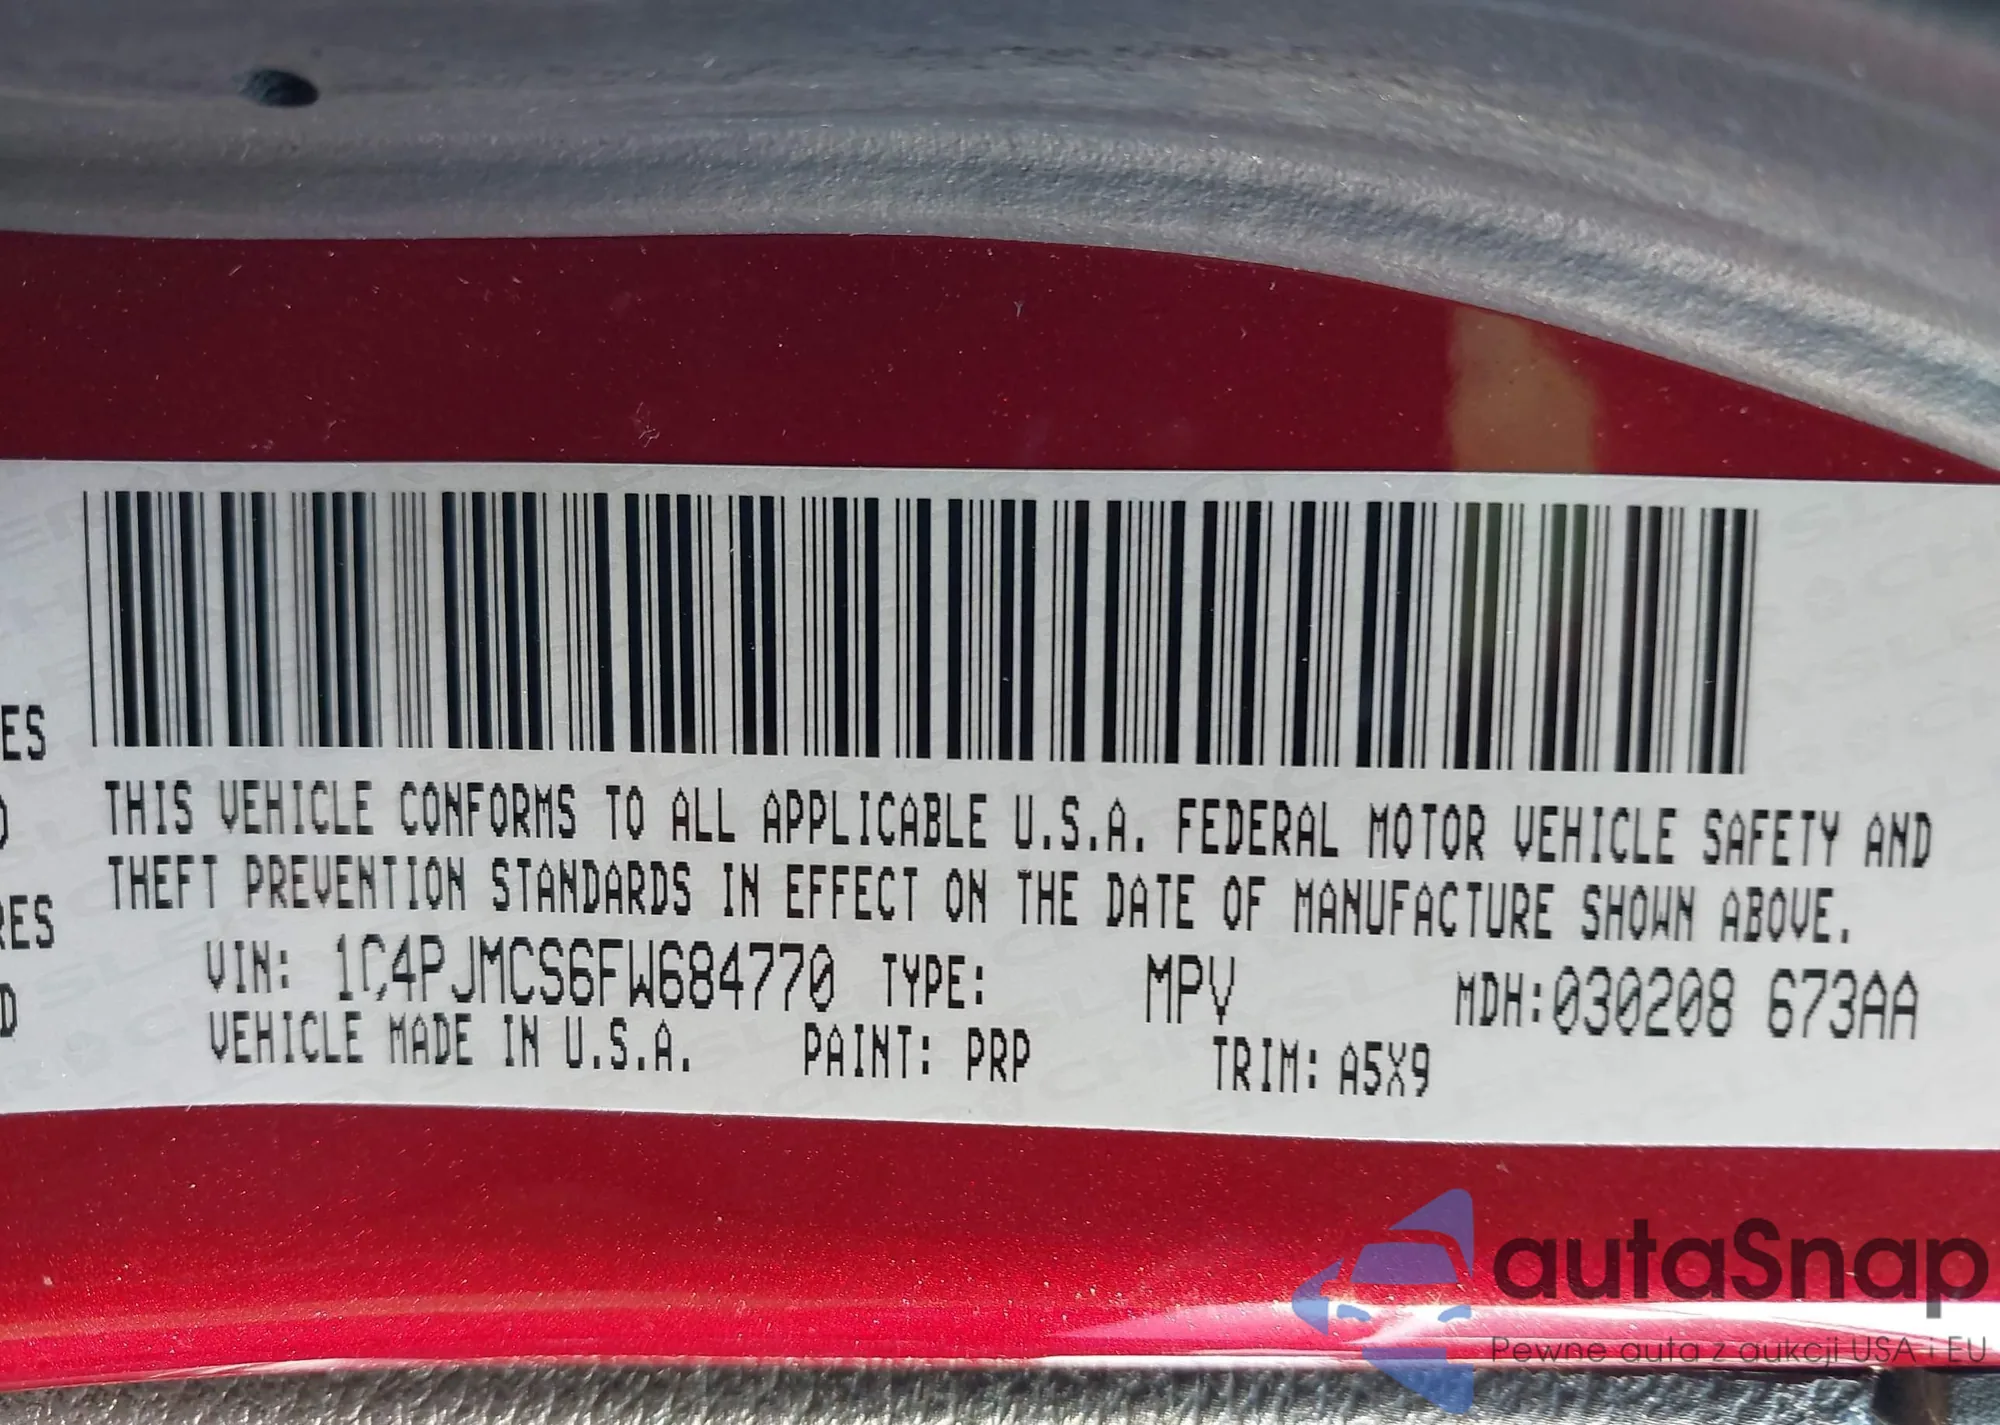 ES
RES
D
THIS VEHICLE CONFORMS TO ALL APPLICABLE U.S.A. FEDERAL MOTOR VEHICLE SAFETY AND
THEFT PREVENTION STANDARDS IN EFFECT ON THE DATE OF MANUFACTURE SHOWN ABOVE.
VIN: 1C4PJMCS6FW684770 TYPE: MPV MDH:030208 673AA
VEHICLE MADE IN U.S.A. PAINT: PRP TRIM: A5X9
autaSnap
Pewne auta z aukcji USA i EU